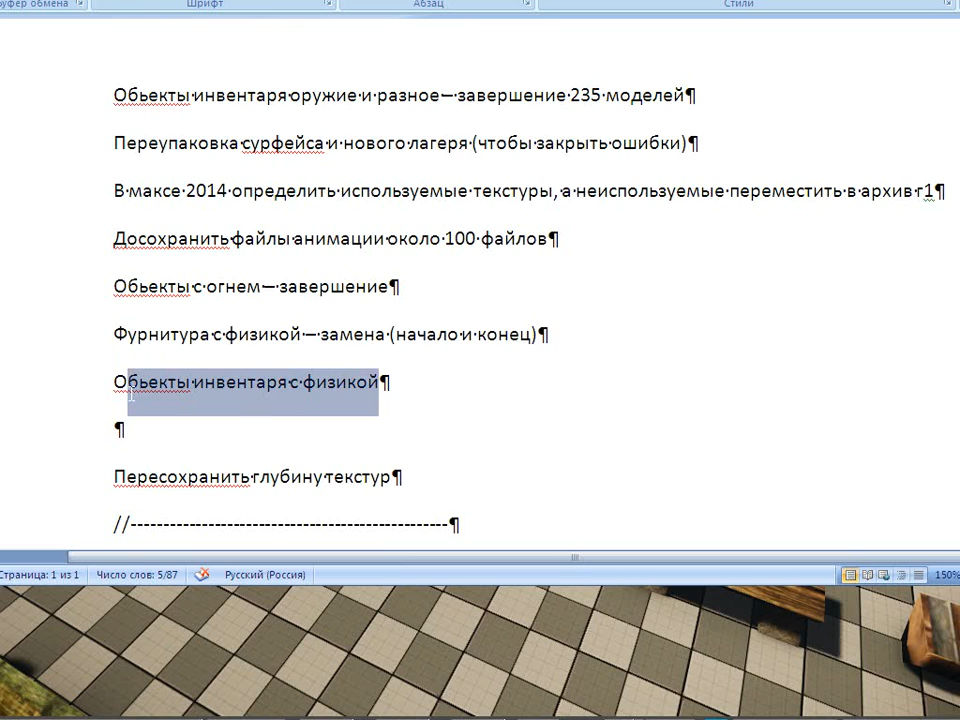 Буфер обмена
Шрифт
Абзац
Стили
Обьекты инвентаря оружие и разное – завершение 235 моделей¶
Переупаковка сурфейса и нового лагеря (чтобы закрыть ошибки)¶
В максе 2014 определить используемые текстуры, а неиспользуемые переместить в архив г1¶
Досохранить файлы анимации около 100 файлов¶
Обьекты с огнем – завершение¶
Фурнитура с физикой – замена (начало и конец)¶
Обьекты инвентаря с физикой¶
¶
Пересохранить глубину текстур¶
//------------------------------------------------¶
Страница: 1 из 1
Число слов: 5/87
Русский (Россия)
150%